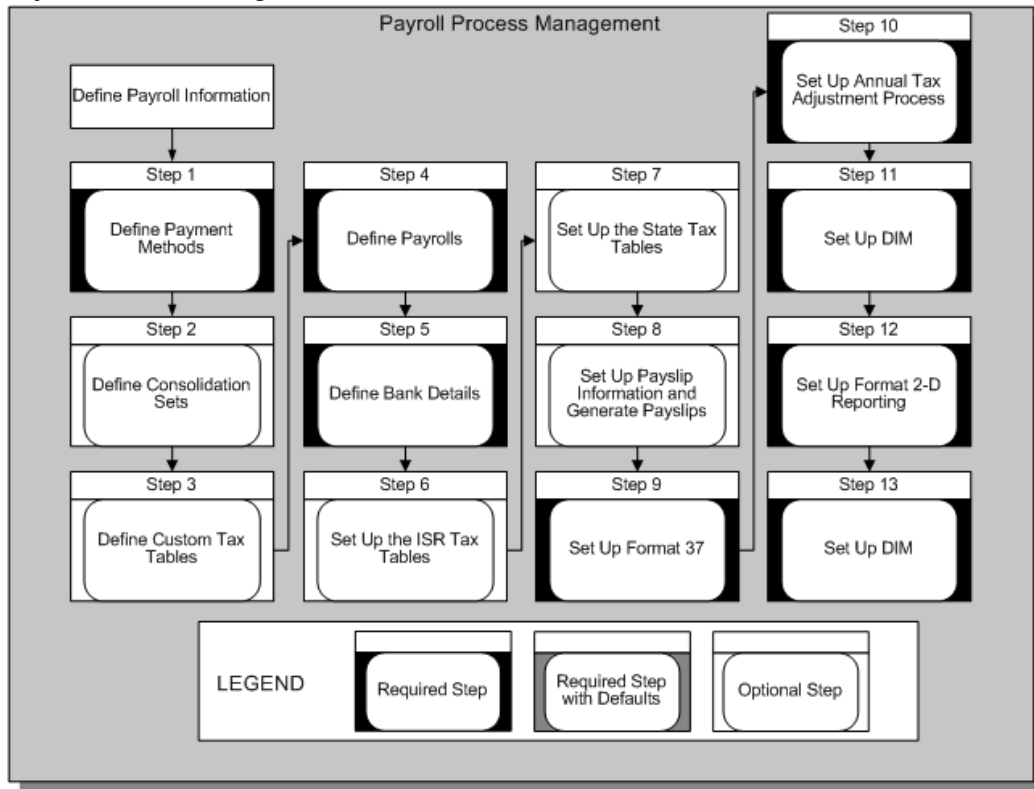 Payroll Process Management
Define Payroll Information
Step 1
Define Payment
Methods
Step 2
Define Consolidation
Sets
Step 3
Define Custom Tax
Tables
Step 4
Define Payrolls
Step 5
Define Bank Details
Step 6
Set Up the ISR Tax
Tables
Step 7
Set Up the State Tax
Tables
Step 8
Set Up Payslip
Information and
Generate Payslips
Step 9
Set Up Format 37
Step 10
Set Up Annual Tax
Adjustment Process
Step 11
Set Up DIM
Step 12
Set Up Format 2-D
Reporting
Step 13
Set Up DIM
LEGEND
Required Step
Required Step
with Defaults
Optional Step